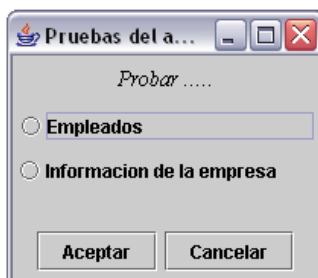 Pruebas del a...
Probar .....
Empleados
Informacion de la empresa
Aceptar Cancelar